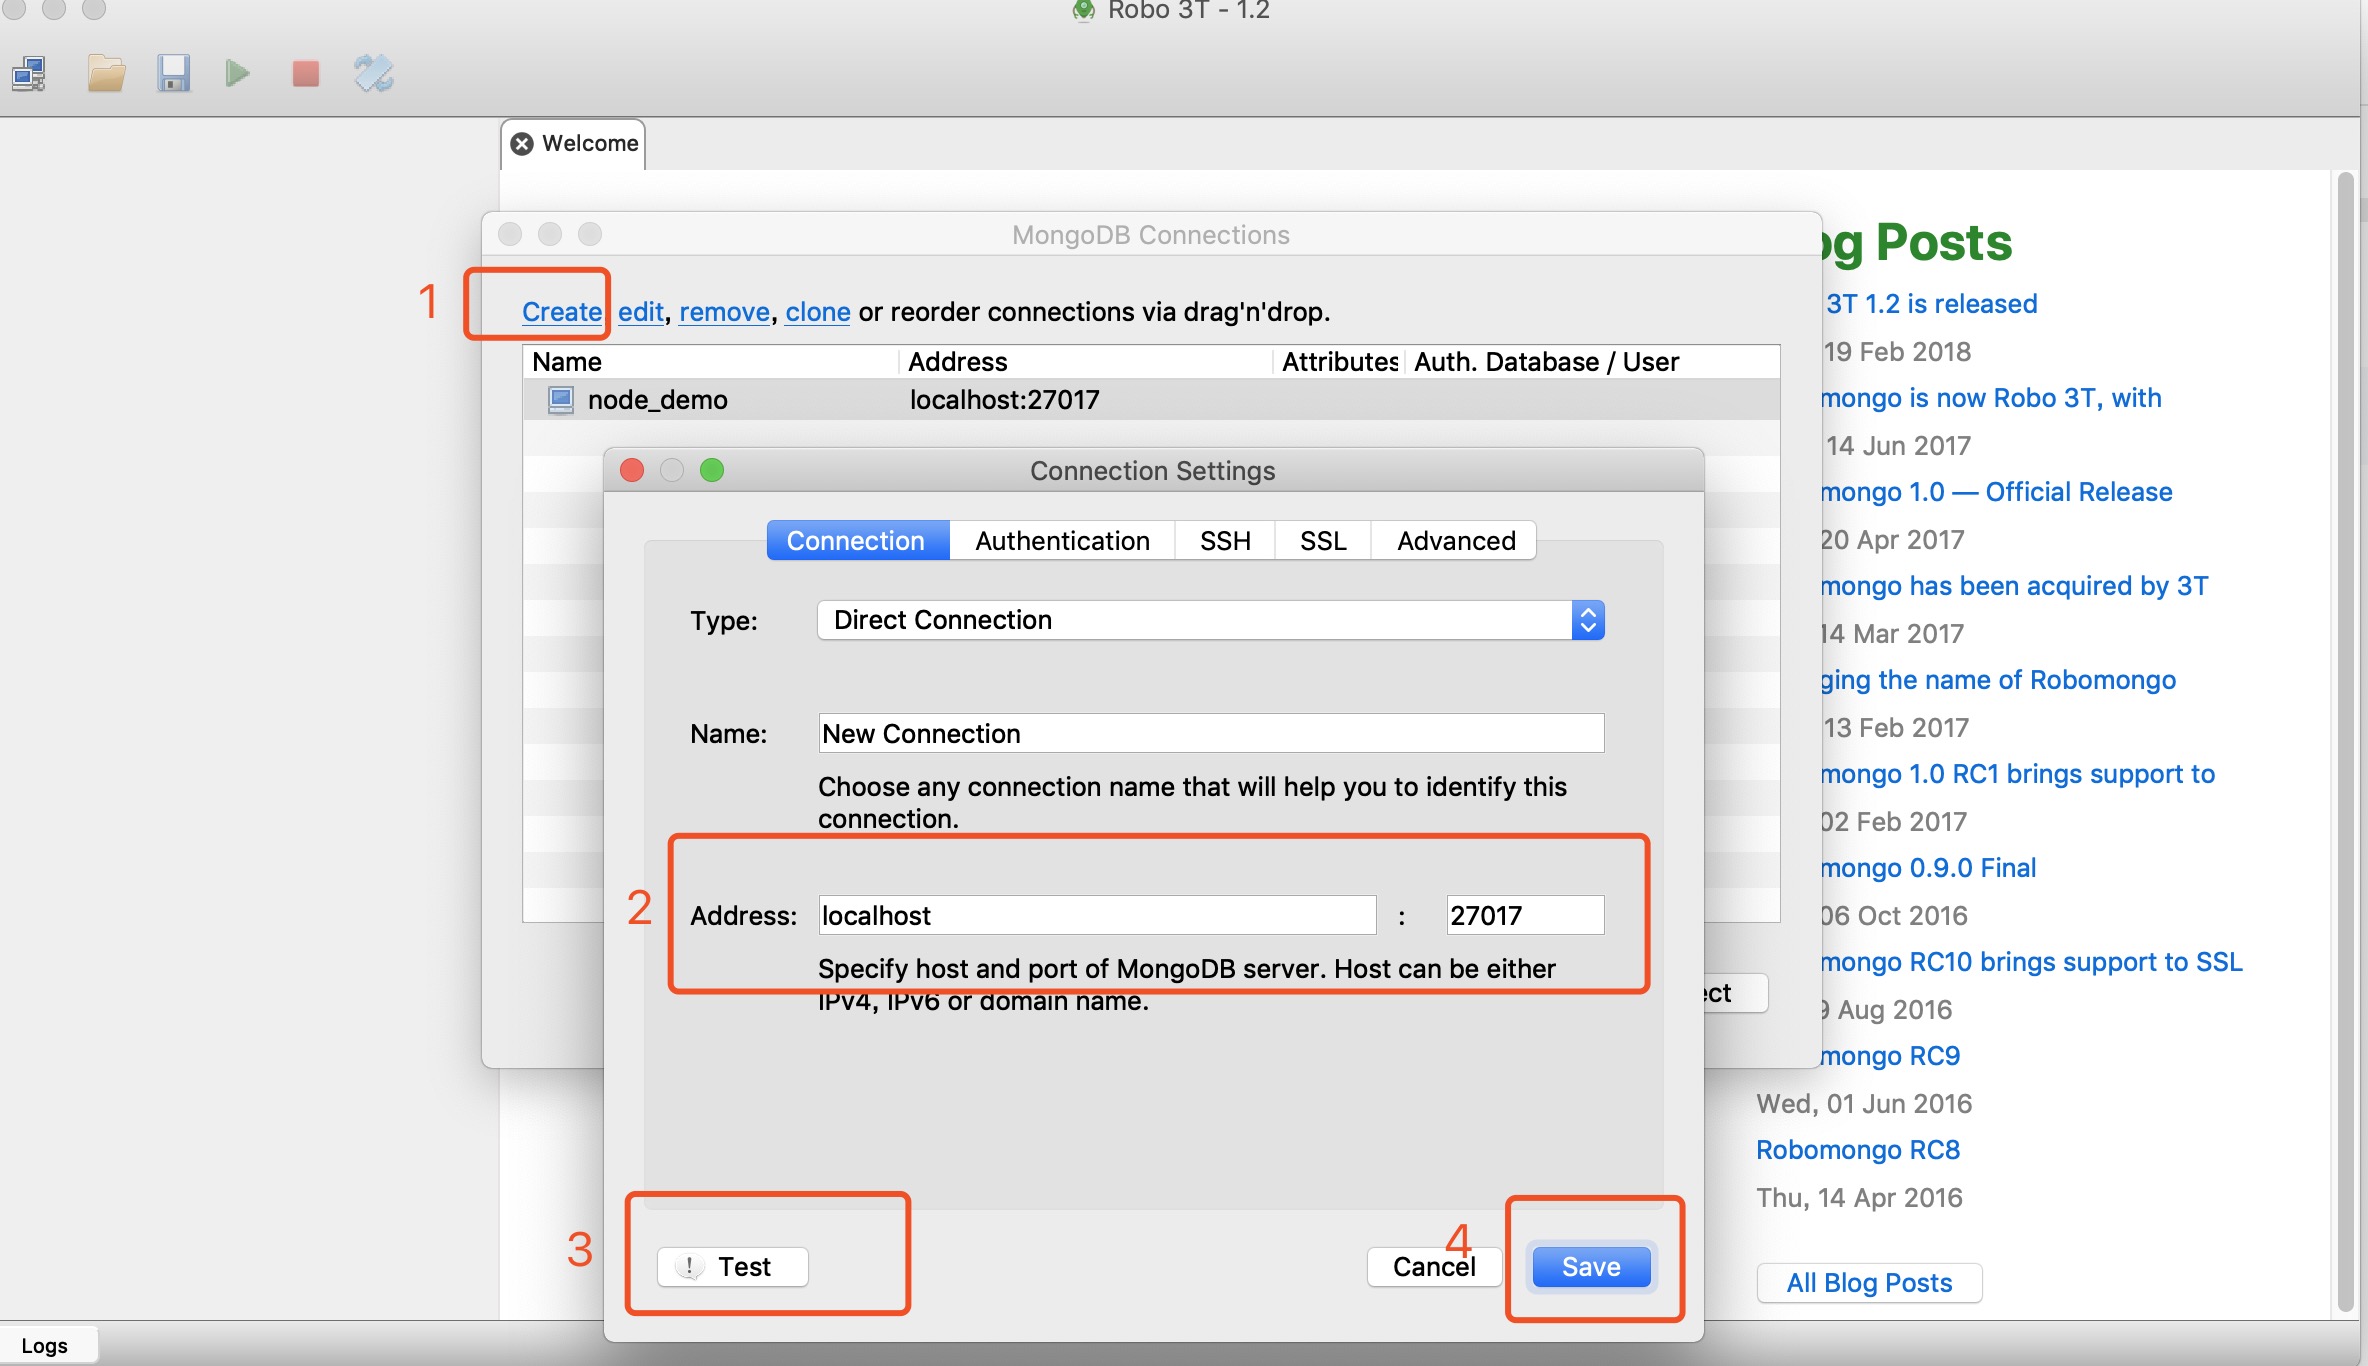 Robo 3T - 1.2
Welcome
MongoDB Connections
1
Create edit, remove, clone or reorder connections via drag'n'drop.
Name Address Attributes Auth. Database / User
node_demo localhost:27017
Connection Settings
Connection Authentication SSH SSL Advanced
Type: Direct Connection
Name: New Connection
Choose any connection name that will help you to identify this
connection.
2
Address: localhost : 27017
Specify host and port of MongoDB server. Host can be either
IPv4, IPv6 or domain name.
3
Test
Cancel
4
Save
ect
og Posts
3T 1.2 is released
19 Feb 2018
mongo is now Robo 3T, with
14 Jun 2017
mongo 1.0 — Official Release
20 Apr 2017
mongo has been acquired by 3T
14 Mar 2017
ging the name of Robomongo
13 Feb 2017
mongo 1.0 RC1 brings support to
02 Feb 2017
mongo 0.9.0 Final
06 Oct 2016
mongo RC10 brings support to SSL
9 Aug 2016
mongo RC9
Wed, 01 Jun 2016
Robomongo RC8
Thu, 14 Apr 2016
All Blog Posts
Logs